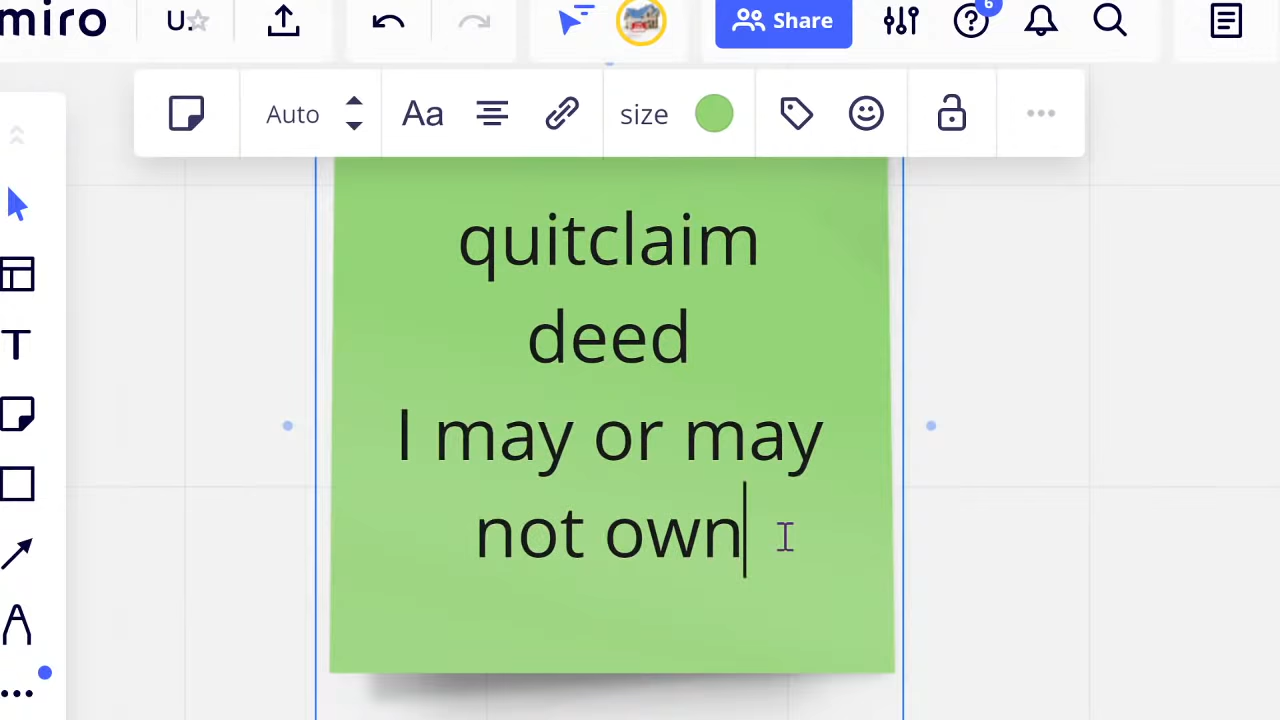 miro
U.
Share
6
Auto
Aa
size
T
quitclaim
deed
I may or may
not own